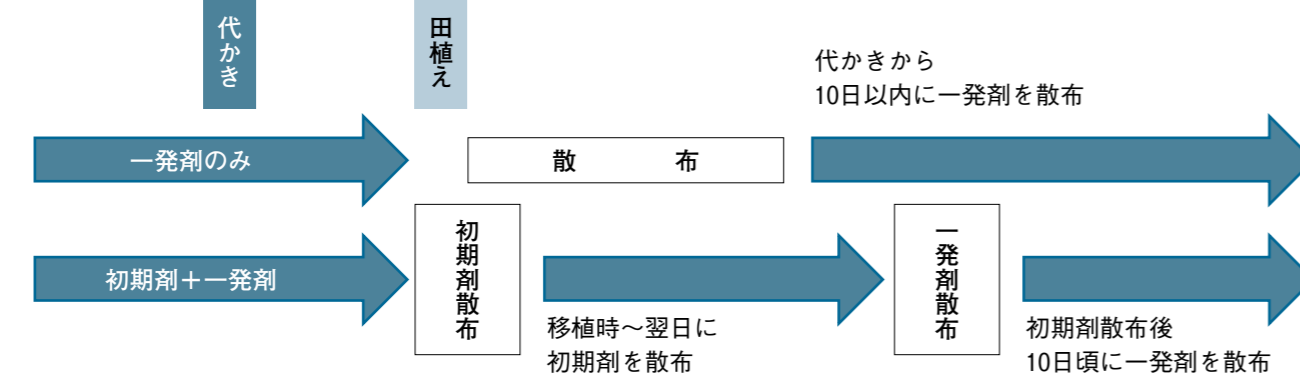 代かき
田植え
代かきから
10日以内に一発剤を散布
一発剤のみ
散　布
初期剤散布
一発剤散布
初期剤＋一発剤
移植時～翌日に
初期剤を散布
初期剤散布後
10日頃に一発剤を散布